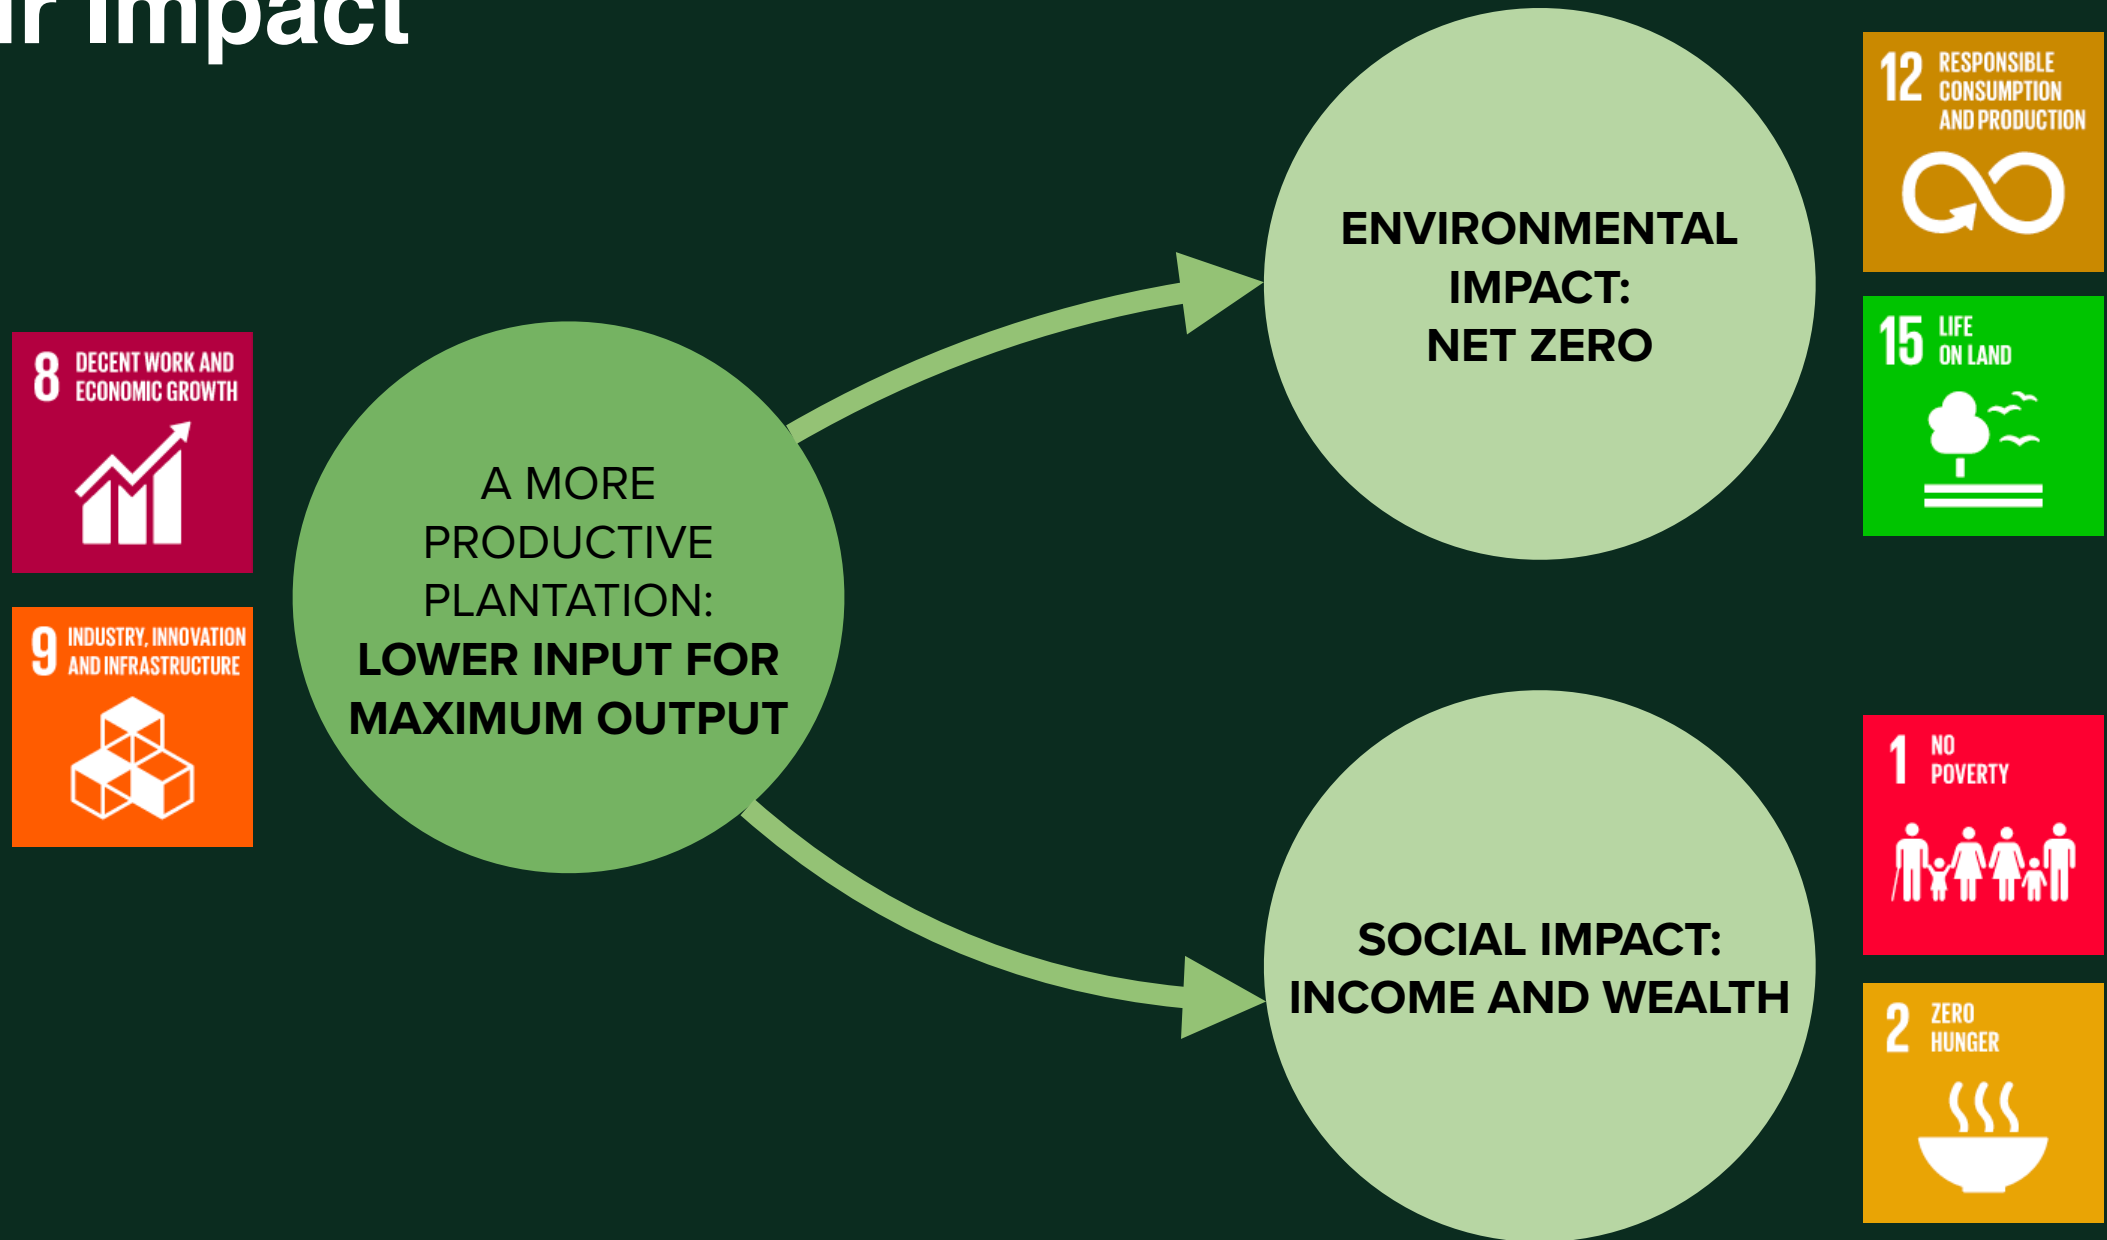 r Impact
8 DECENT WORK AND
ECONOMIC GROWTH
9 INDUSTRY, INNOVATION
AND INFRASTRUCTURE
A MORE
PRODUCTIVE
PLANTATION:
LOWER INPUT FOR
MAXIMUM OUTPUT
ENVIRONMENTAL
IMPACT:
NET ZERO
12 RESPONSIBLE
CONSUMPTION
AND PRODUCTION
15 LIFE
ON LAND
SOCIAL IMPACT:
INCOME AND WEALTH
1 NO
POVERTY
2 ZERO
HUNGER